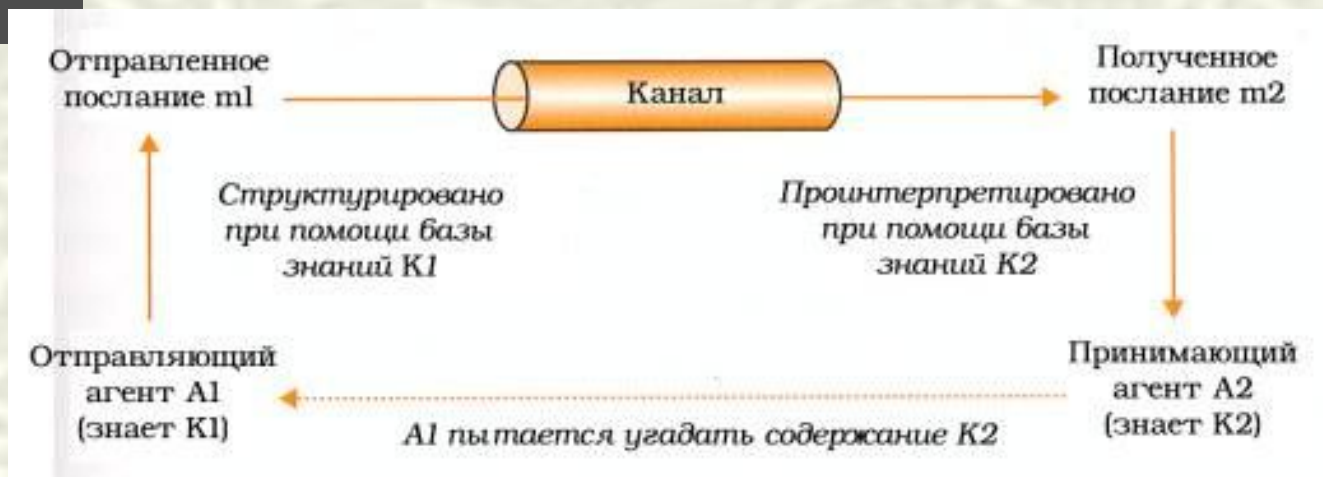 Отправленное
послание m1
Канал
Полученное
послание m2
Структурировано
при помощи базы
знаний K1
Проинтерпретировано
при помощи базы
знаний K2
Отправляющий
агент A1
(знает K1)
A1 пытается угадать содержание K2
Принимающий
агент A2
(знает K2)